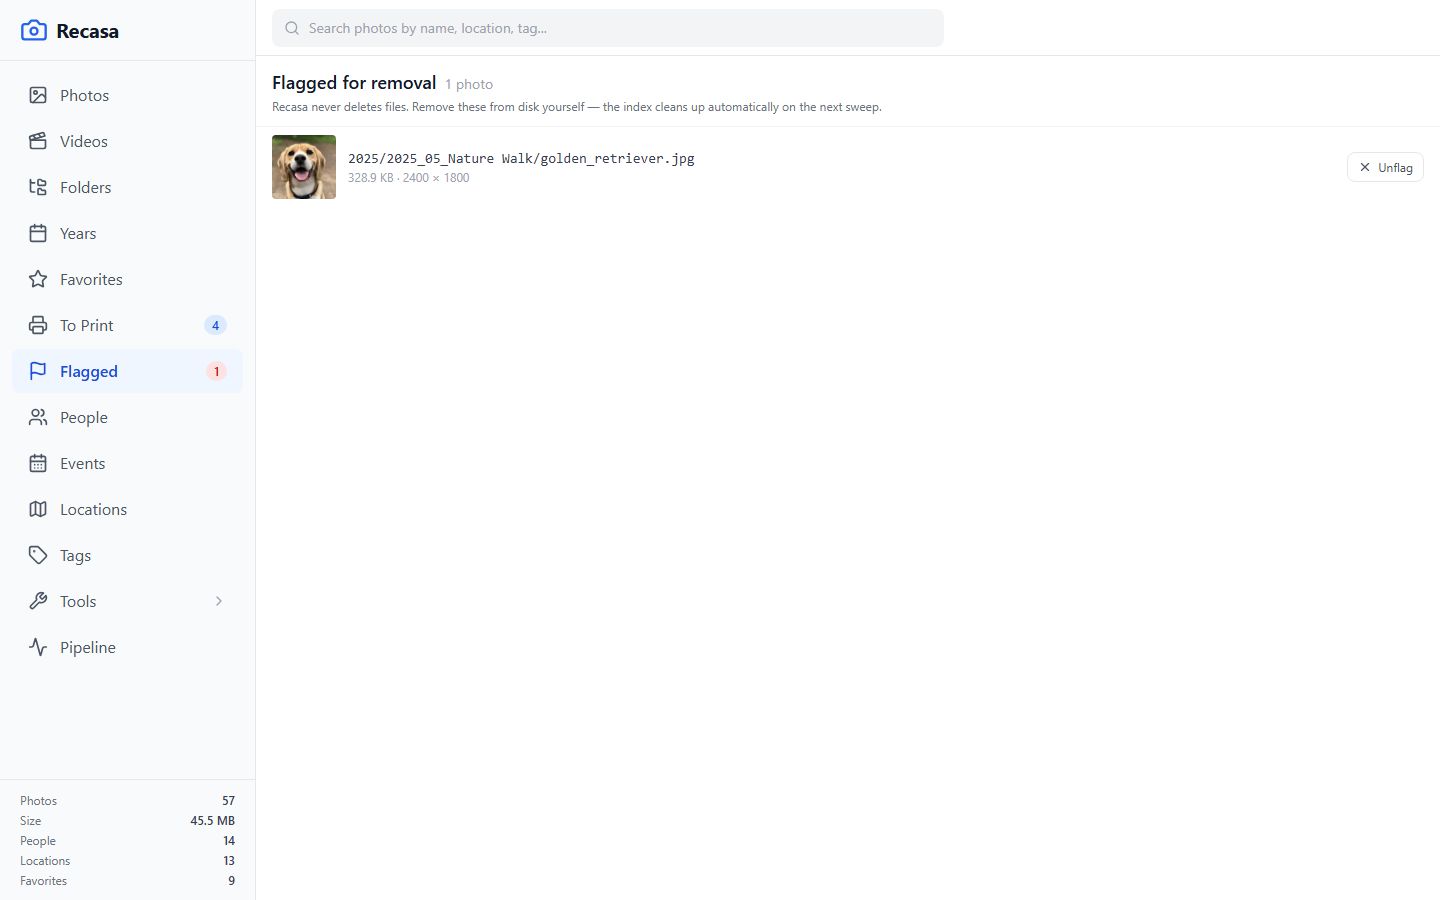 Recasa
Search photos by name, location, tag...
Photos
Videos
Folders
Years
Favorites
To Print 4
Flagged 1
People
Events
Locations
Tags
Tools
Pipeline
Photos 57
Size 45.5 MB
People 14
Locations 13
Favorites 9
Flagged for removal 1 photo
Recasa never deletes files. Remove these from disk yourself — the index cleans up automatically on the next sweep.
2025/2025_05_Nature Walk/golden_retriever.jpg
328.9 KB · 2400 × 1800
Unflag